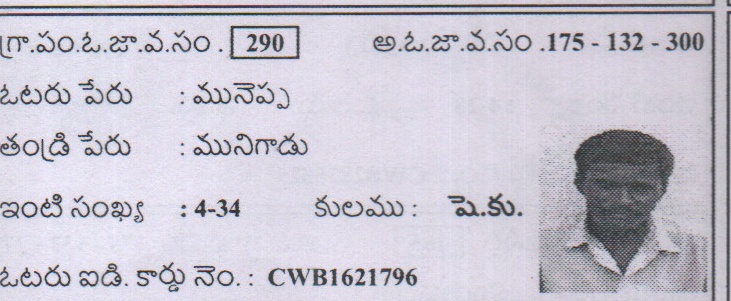 గ్రా.పం.ఓ.జా.వ.సం . 290 అ.ఓ.జా.వ.సం .175 - 132 - 300
ఓటరు పేరు : మునెప్ప
తండ్రి పేరు : మునిగాడు
ఇంటి సంఖ్య : 4-34 కులము : షె.కు.
ఓటరు ఐడి. కార్డు నెం. : CWB1621796